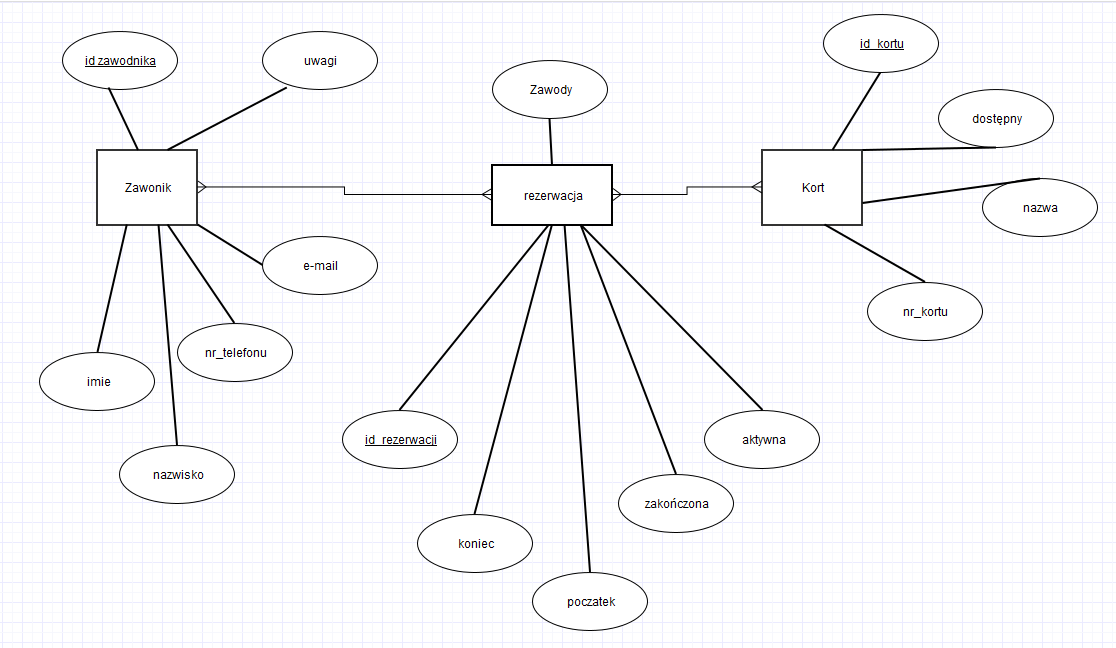 id zawodnika
uwagi
Zawody
id_kortu
dostępny
Zawonik
rezerwacja
Kort
nazwa
e-mail
nr_kortu
nr_telefonu
imie
nazwisko
id_rezerwacji
aktywna
zakończona
koniec
poczatek